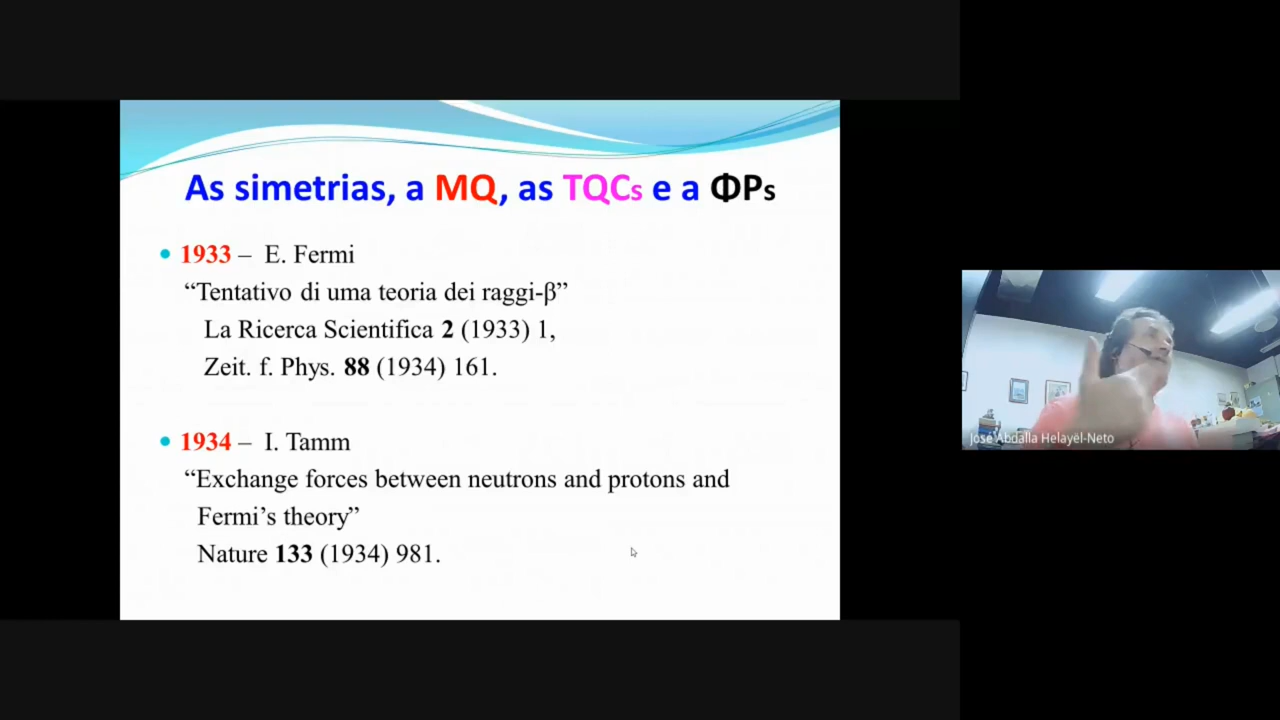 As simetrias, a MQ, as TQCs e a ΦPs
• 1933 – E. Fermi
“Tentativo di uma teoria dei raggi-β”
La Ricerca Scientifica 2 (1933) 1,
Zeit. f. Phys. 88 (1934) 161.
• 1934 – I. Tamm
“Exchange forces between neutrons and protons and
Fermi’s theory”
Nature 133 (1934) 981.
José Abdalla Helayël-Neto